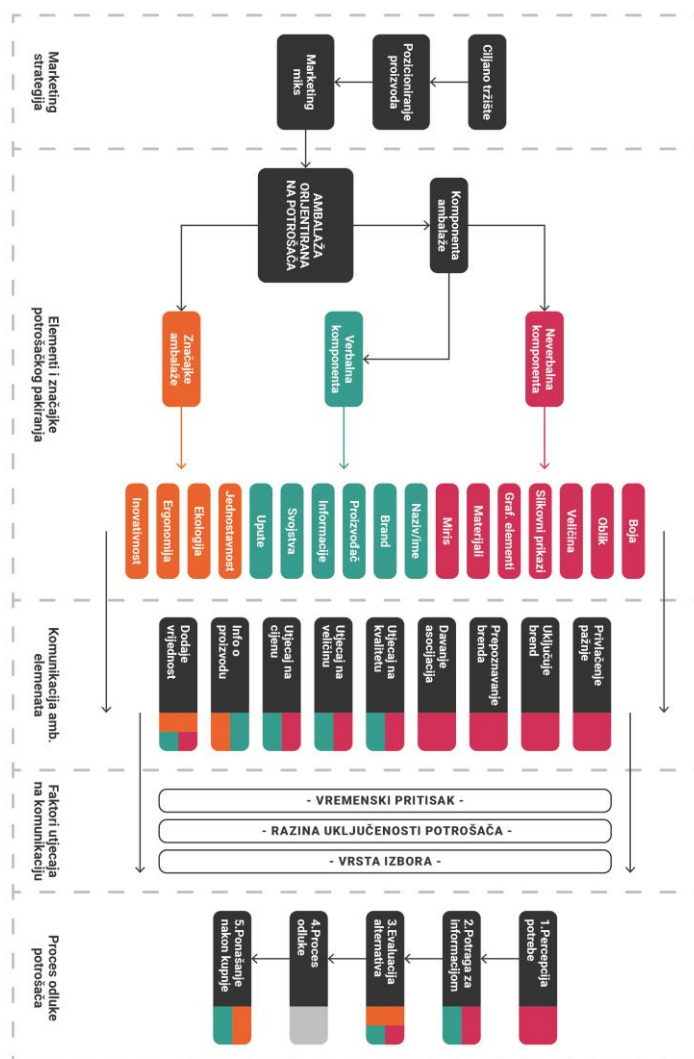 Marketing
strategija
Ciljano tržište
Pozicioniranje
proizvoda
Marketing
miks
Elementi i značajke
potrošačkog pakiranja
AMBALAŽA
ORIJENTIRANA
NA POTROŠAČA
Komponenta
ambalaže
Neverbalna
komponenta
Verbalna
komponenta
Značajke
ambalaže
Boja
Oblik
Veličina
Slikovni prikazi
Graf. elementi
Materijali
Miris
Naziv/ime
Brand
Proizvođač
Informacije
Svojstva
Upute
Jednostavnost
Ekologija
Ergonomija
Inovativnost
Komunikacija amb.
elemenata
Privlačenje
pažnje
Uključuje
brend
Prepoznavanje
brenda
Davanje
asocijacija
Utjecaj na
kvalitetu
Utjecaj na
veličinu
Utjecaj na
cijenu
Info o
proizvodu
Dodaje
vrijednost
Faktori utjecaja
na komunikaciju
- VREMENSKI PRITISAK -
- RAZINA UKLJUČENOSTI POTROŠAČA -
- VRSTA IZBORA -
Proces odluke
potrošača
1.Percepcija
potrebe
2.Potraga za
informacijom
3.Evaluacija
alternativa
4.Proces
odluke
5.Ponašanje
nakon kupnje